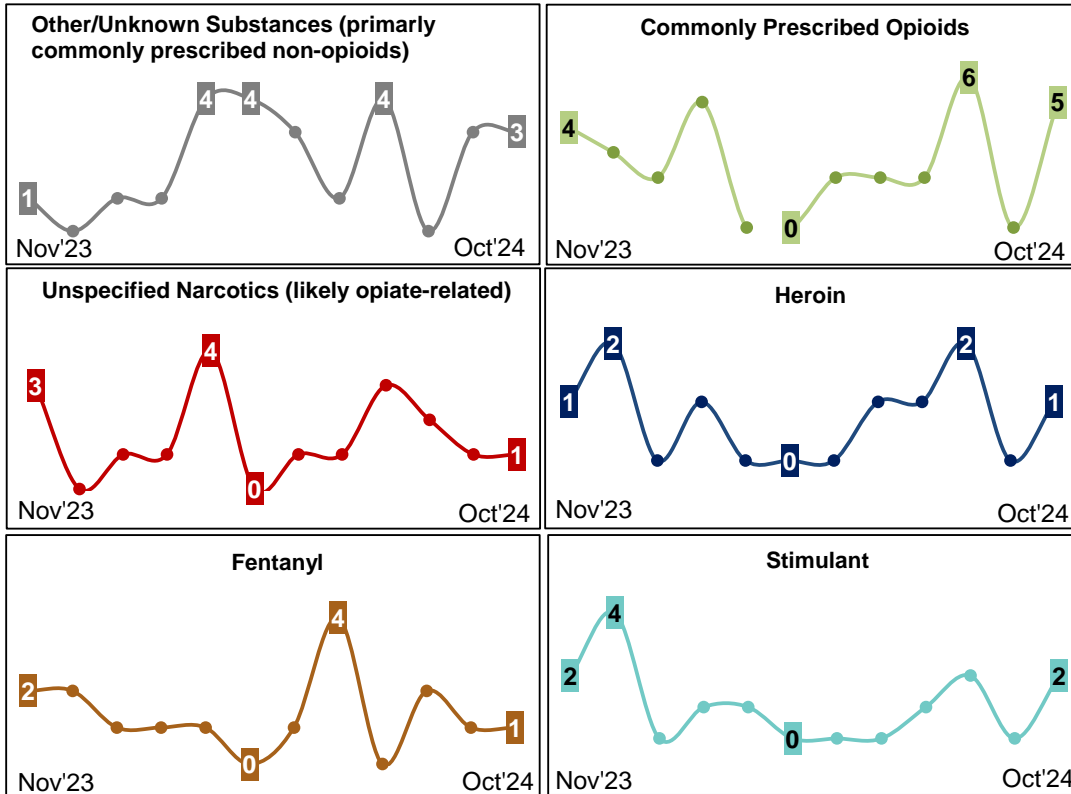 Other/Unknown Substances (primarly
commonly prescribed non-opioids)
1
4
4
4
3
Nov'23
Oct'24
Commonly Prescribed Opioids
4
0
6
5
Nov'23
Oct'24
Unspecified Narcotics (likely opiate-related)
3
4
0
1
Nov'23
Oct'24
Heroin
1
2
0
2
1
Nov'23
Oct'24
Fentanyl
2
0
4
1
Nov'23
Oct'24
Stimulant
2
4
0
2
Nov'23
Oct'24